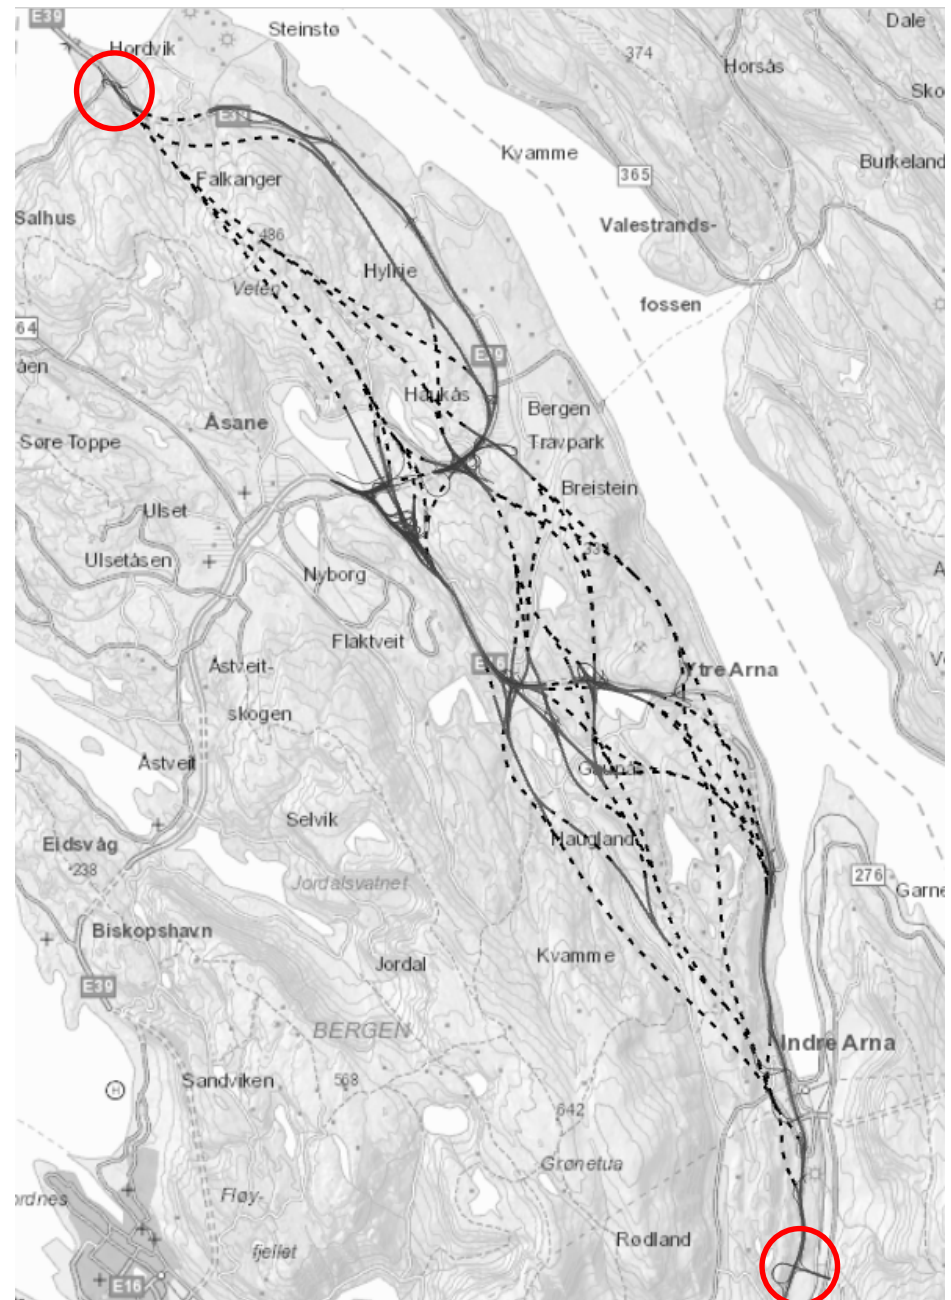 E39
Steinstø
Dale
Hordvik
374
Horsås
Sko
E39
Kvamme
Burkeland
365
Falkanger
Salhus
Valestrands-
486
Veten
Hylkje
fossen
64
E39
åen
Haukås
Bergen
Åsane
Travpark
Søre Toppe
Breistein
Ulset
Ulsetåsen
Nyborg
Flaktveit
Åstveit-
E16
Ytre Arna
skogen
Åstveit
Gaupås
Selvik
Haugland
Eidsvåg
238
Jordalsvatnet
276
Garne
Biskopshavn
Jordal
Kvamme
E39
BERGEN
Indre Arna
Sandviken
568
H
642
Grønetua
ordnes
Fløy-
Rødland
fjellet
E16